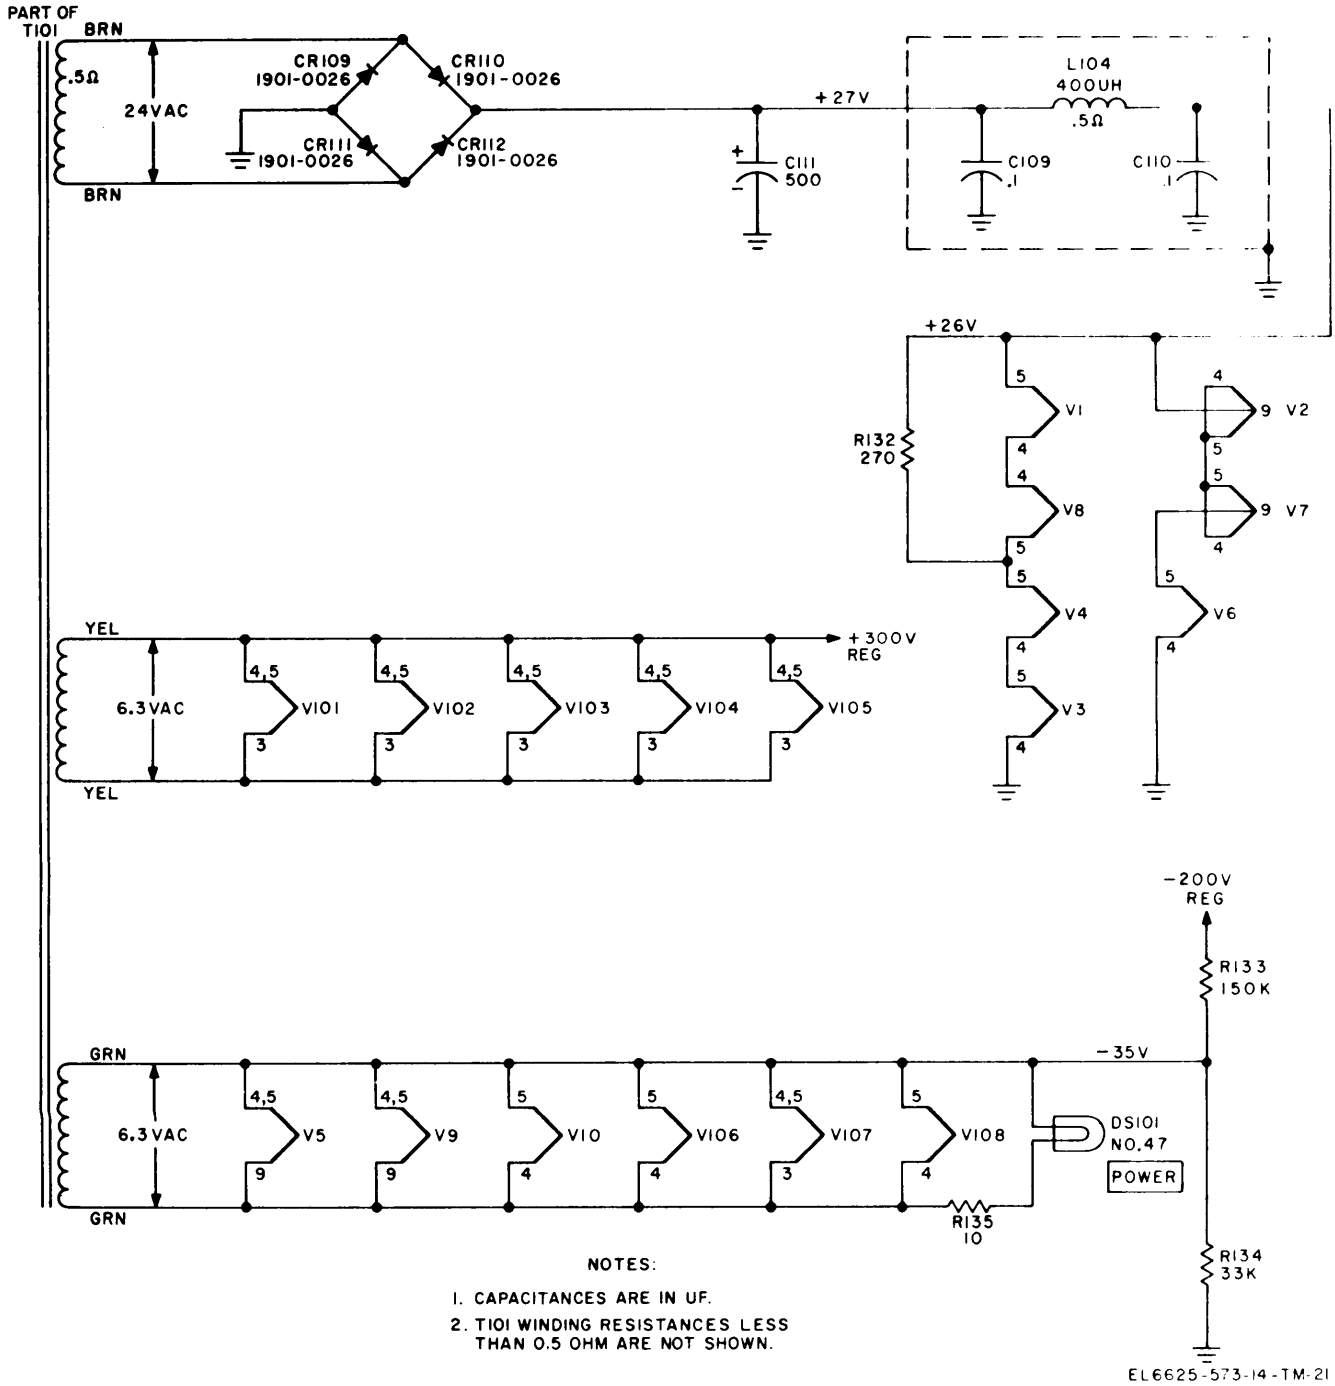 PART OF
T101
BRN
.5Ω
24VAC
BRN
CR109
1901-0026
CR110
1901-0026
CR111
1901-0026
CR112
1901-0026
+27V
+
-
C111
500
L104
400UH
.5Ω
C109
.1
C110
.1
+26V
R132
270
5
V1
4
4
V8
5
5
V4
4
5
V3
4
4
9 V2
5
5
9 V7
4
5
V6
4
YEL
6.3VAC
YEL
4,5
V101
3
4,5
V102
3
4,5
V103
3
4,5
V104
3
4,5
V105
3
+300V
REG
-200V
REG
R133
150K
-35V
GRN
6.3VAC
GRN
4,5
V5
9
4,5
V9
9
5
V10
4
5
V106
4
4,5
V107
3
5
V108
4
R135
10
DS101
NO.47
POWER
R134
33K
NOTES:
1. CAPACITANCES ARE IN UF.
2. T101 WINDING RESISTANCES LESS
THAN 0.5 OHM ARE NOT SHOWN.
EL6625-573-14-TM-21